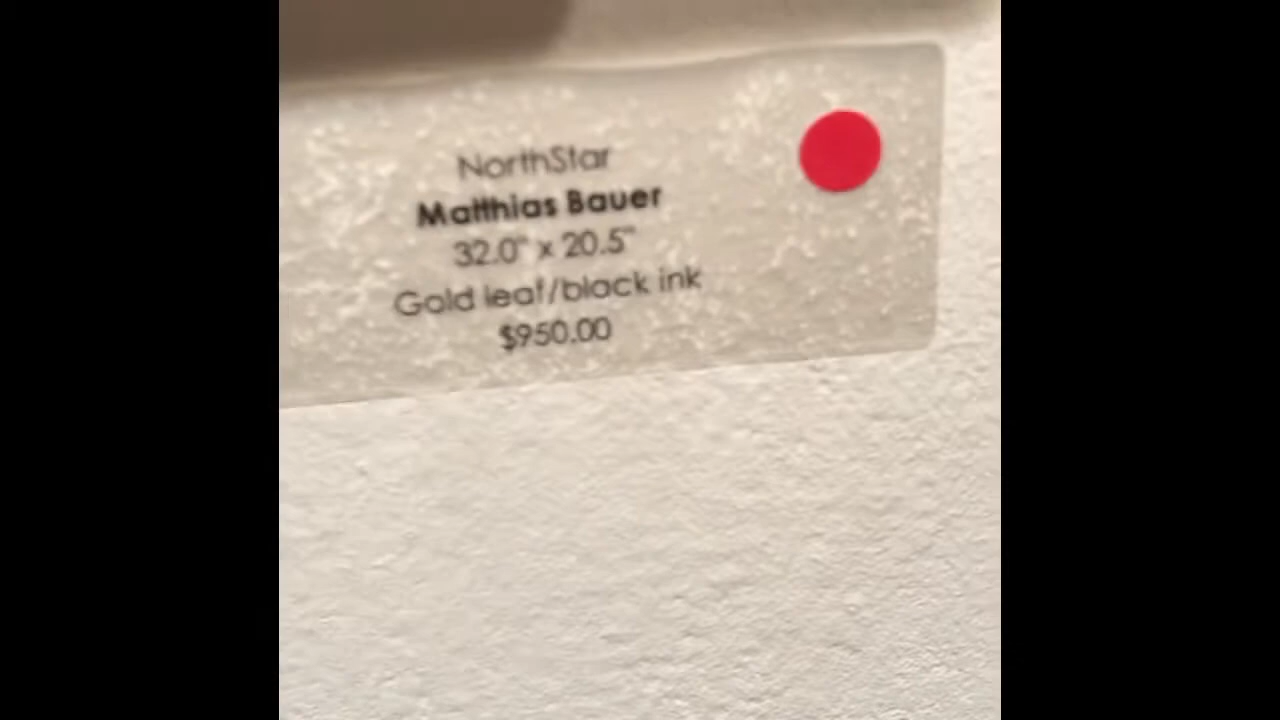 NorthStar
Matthias Bauer
32.0" x 20.5"
Gold leaf/black ink
$950.00